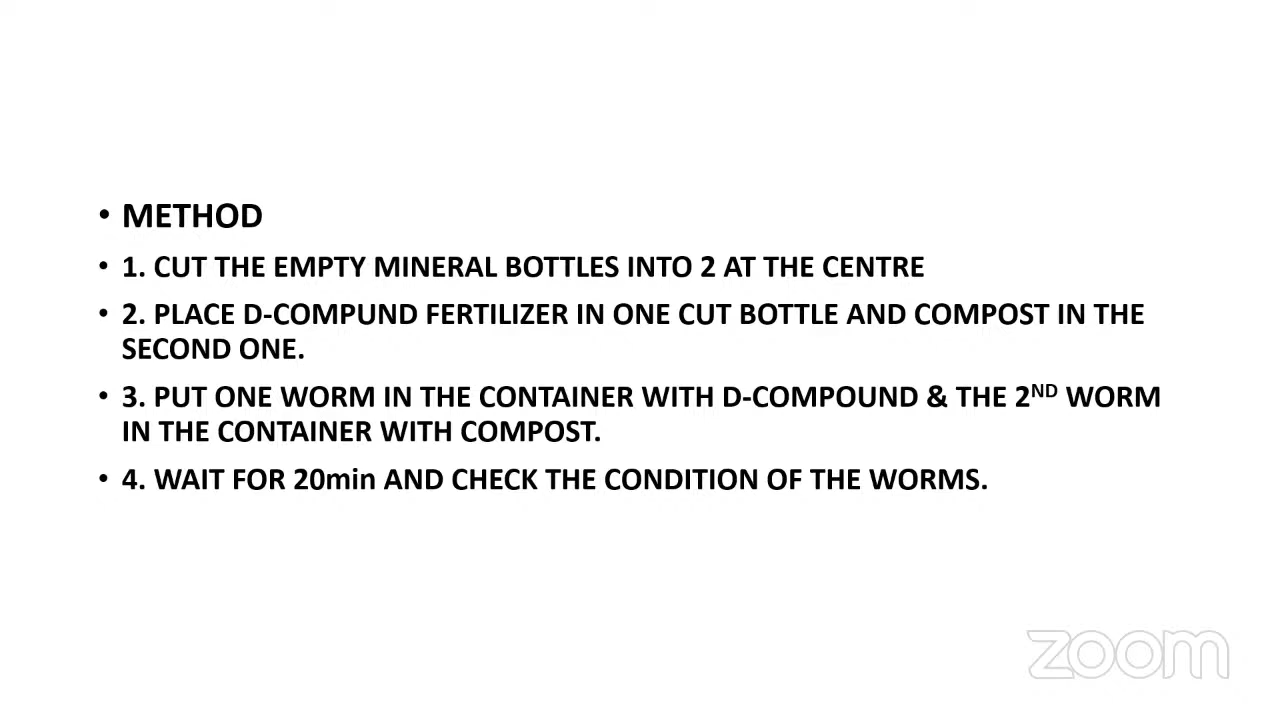 • METHOD
• 1. CUT THE EMPTY MINERAL BOTTLES INTO 2 AT THE CENTRE
• 2. PLACE D-COMPUND FERTILIZER IN ONE CUT BOTTLE AND COMPOST IN THE
SECOND ONE.
• 3. PUT ONE WORM IN THE CONTAINER WITH D-COMPOUND & THE 2ND WORM
IN THE CONTAINER WITH COMPOST.
• 4. WAIT FOR 20min AND CHECK THE CONDITION OF THE WORMS.
zoom